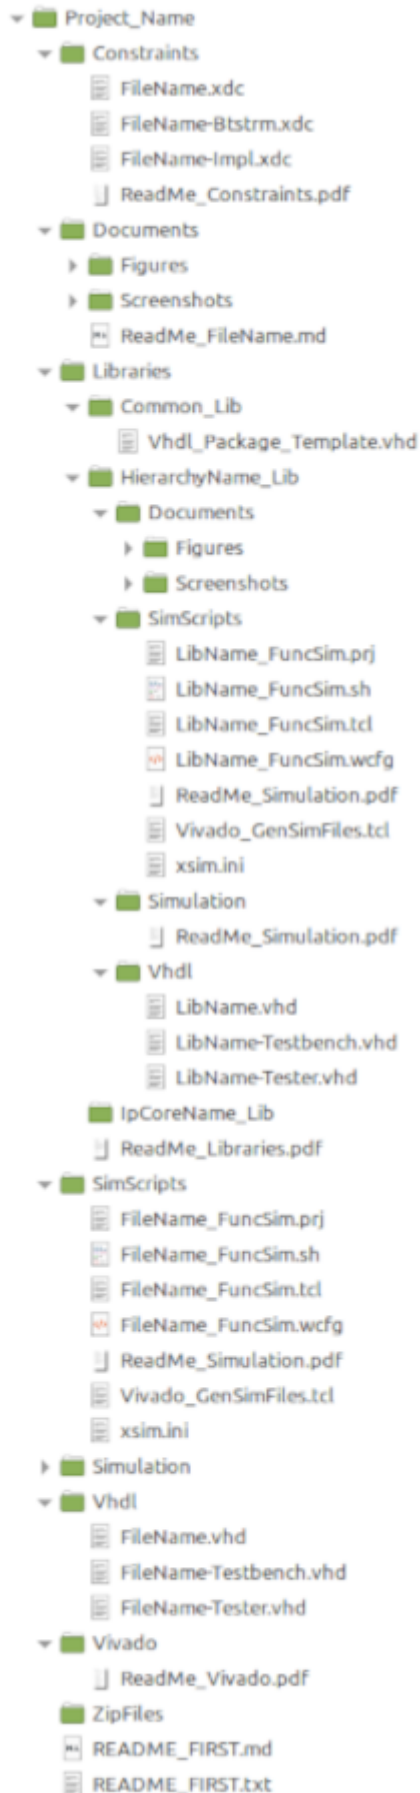 Project_Name
Constraints
FileName.xdc
FileName-Btstrm.xdc
FileName-Impl.xdc
ReadMe_Constraints.pdf
Documents
Figures
Screenshots
ReadMe_FileName.md
Libraries
Common_Lib
Vhdl_Package_Template.vhd
HierarchyName_Lib
Documents
Figures
Screenshots
SimScripts
LibName_FuncSim.prj
LibName_FuncSim.sh
LibName_FuncSim.tcl
LibName_FuncSim.wcfg
ReadMe_Simulation.pdf
Vivado_GenSimFiles.tcl
xsim.ini
Simulation
ReadMe_Simulation.pdf
Vhdl
LibName.vhd
LibName-Testbench.vhd
LibName-Tester.vhd
IpCoreName_Lib
ReadMe_Libraries.pdf
SimScripts
FileName_FuncSim.prj
FileName_FuncSim.sh
FileName_FuncSim.tcl
FileName_FuncSim.wcfg
ReadMe_Simulation.pdf
Vivado_GenSimFiles.tcl
xsim.ini
Simulation
Vhdl
FileName.vhd
FileName-Testbench.vhd
FileName-Tester.vhd
Vivado
ReadMe_Vivado.pdf
ZipFiles
README_FIRST.md
README_FIRST.txt